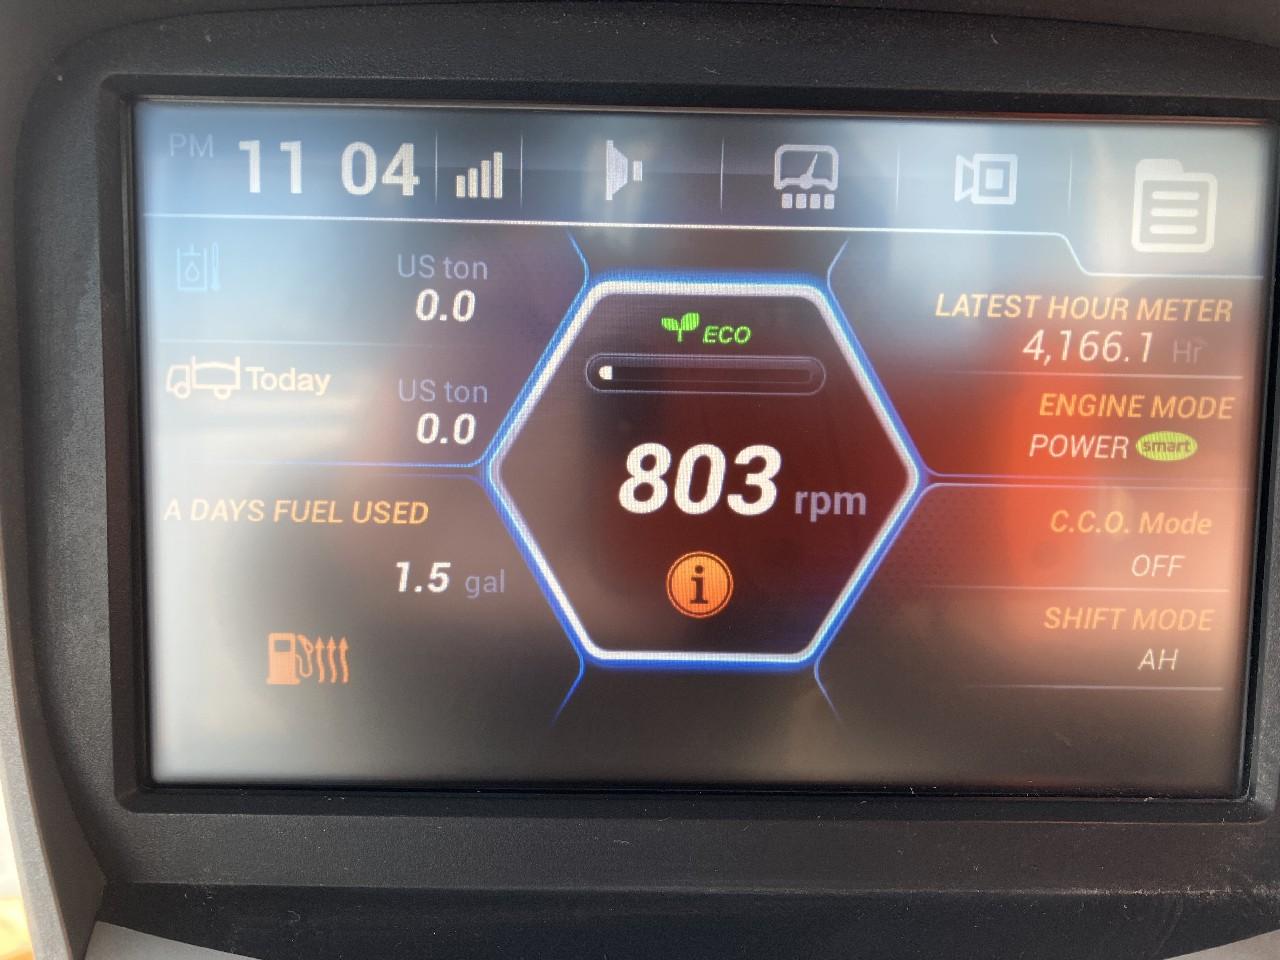 PM 11 04
US ton
0.0
Today
US ton
0.0
A DAYS FUEL USED
1.5 gal
ECO
803 rpm
i
LATEST HOUR METER
4,166.1 Hr
ENGINE MODE
POWER smart
C.C.O. Mode
OFF
SHIFT MODE
AH